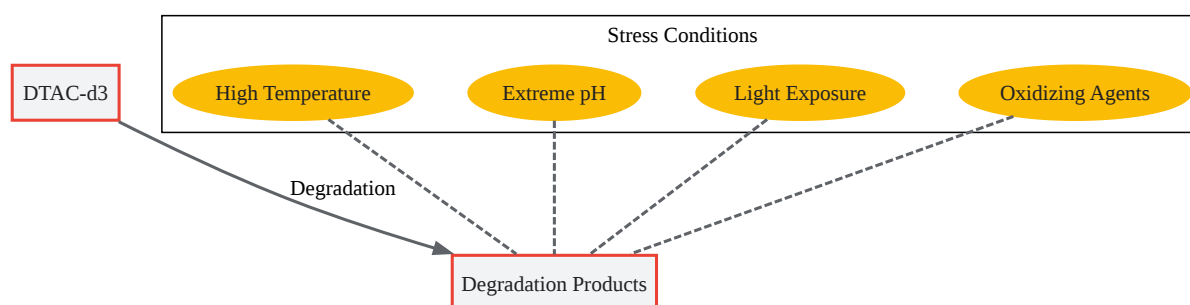 Stress Conditions
DTAC-d3
High Temperature
Extreme pH
Light Exposure
Oxidizing Agents
Degradation
Degradation Products